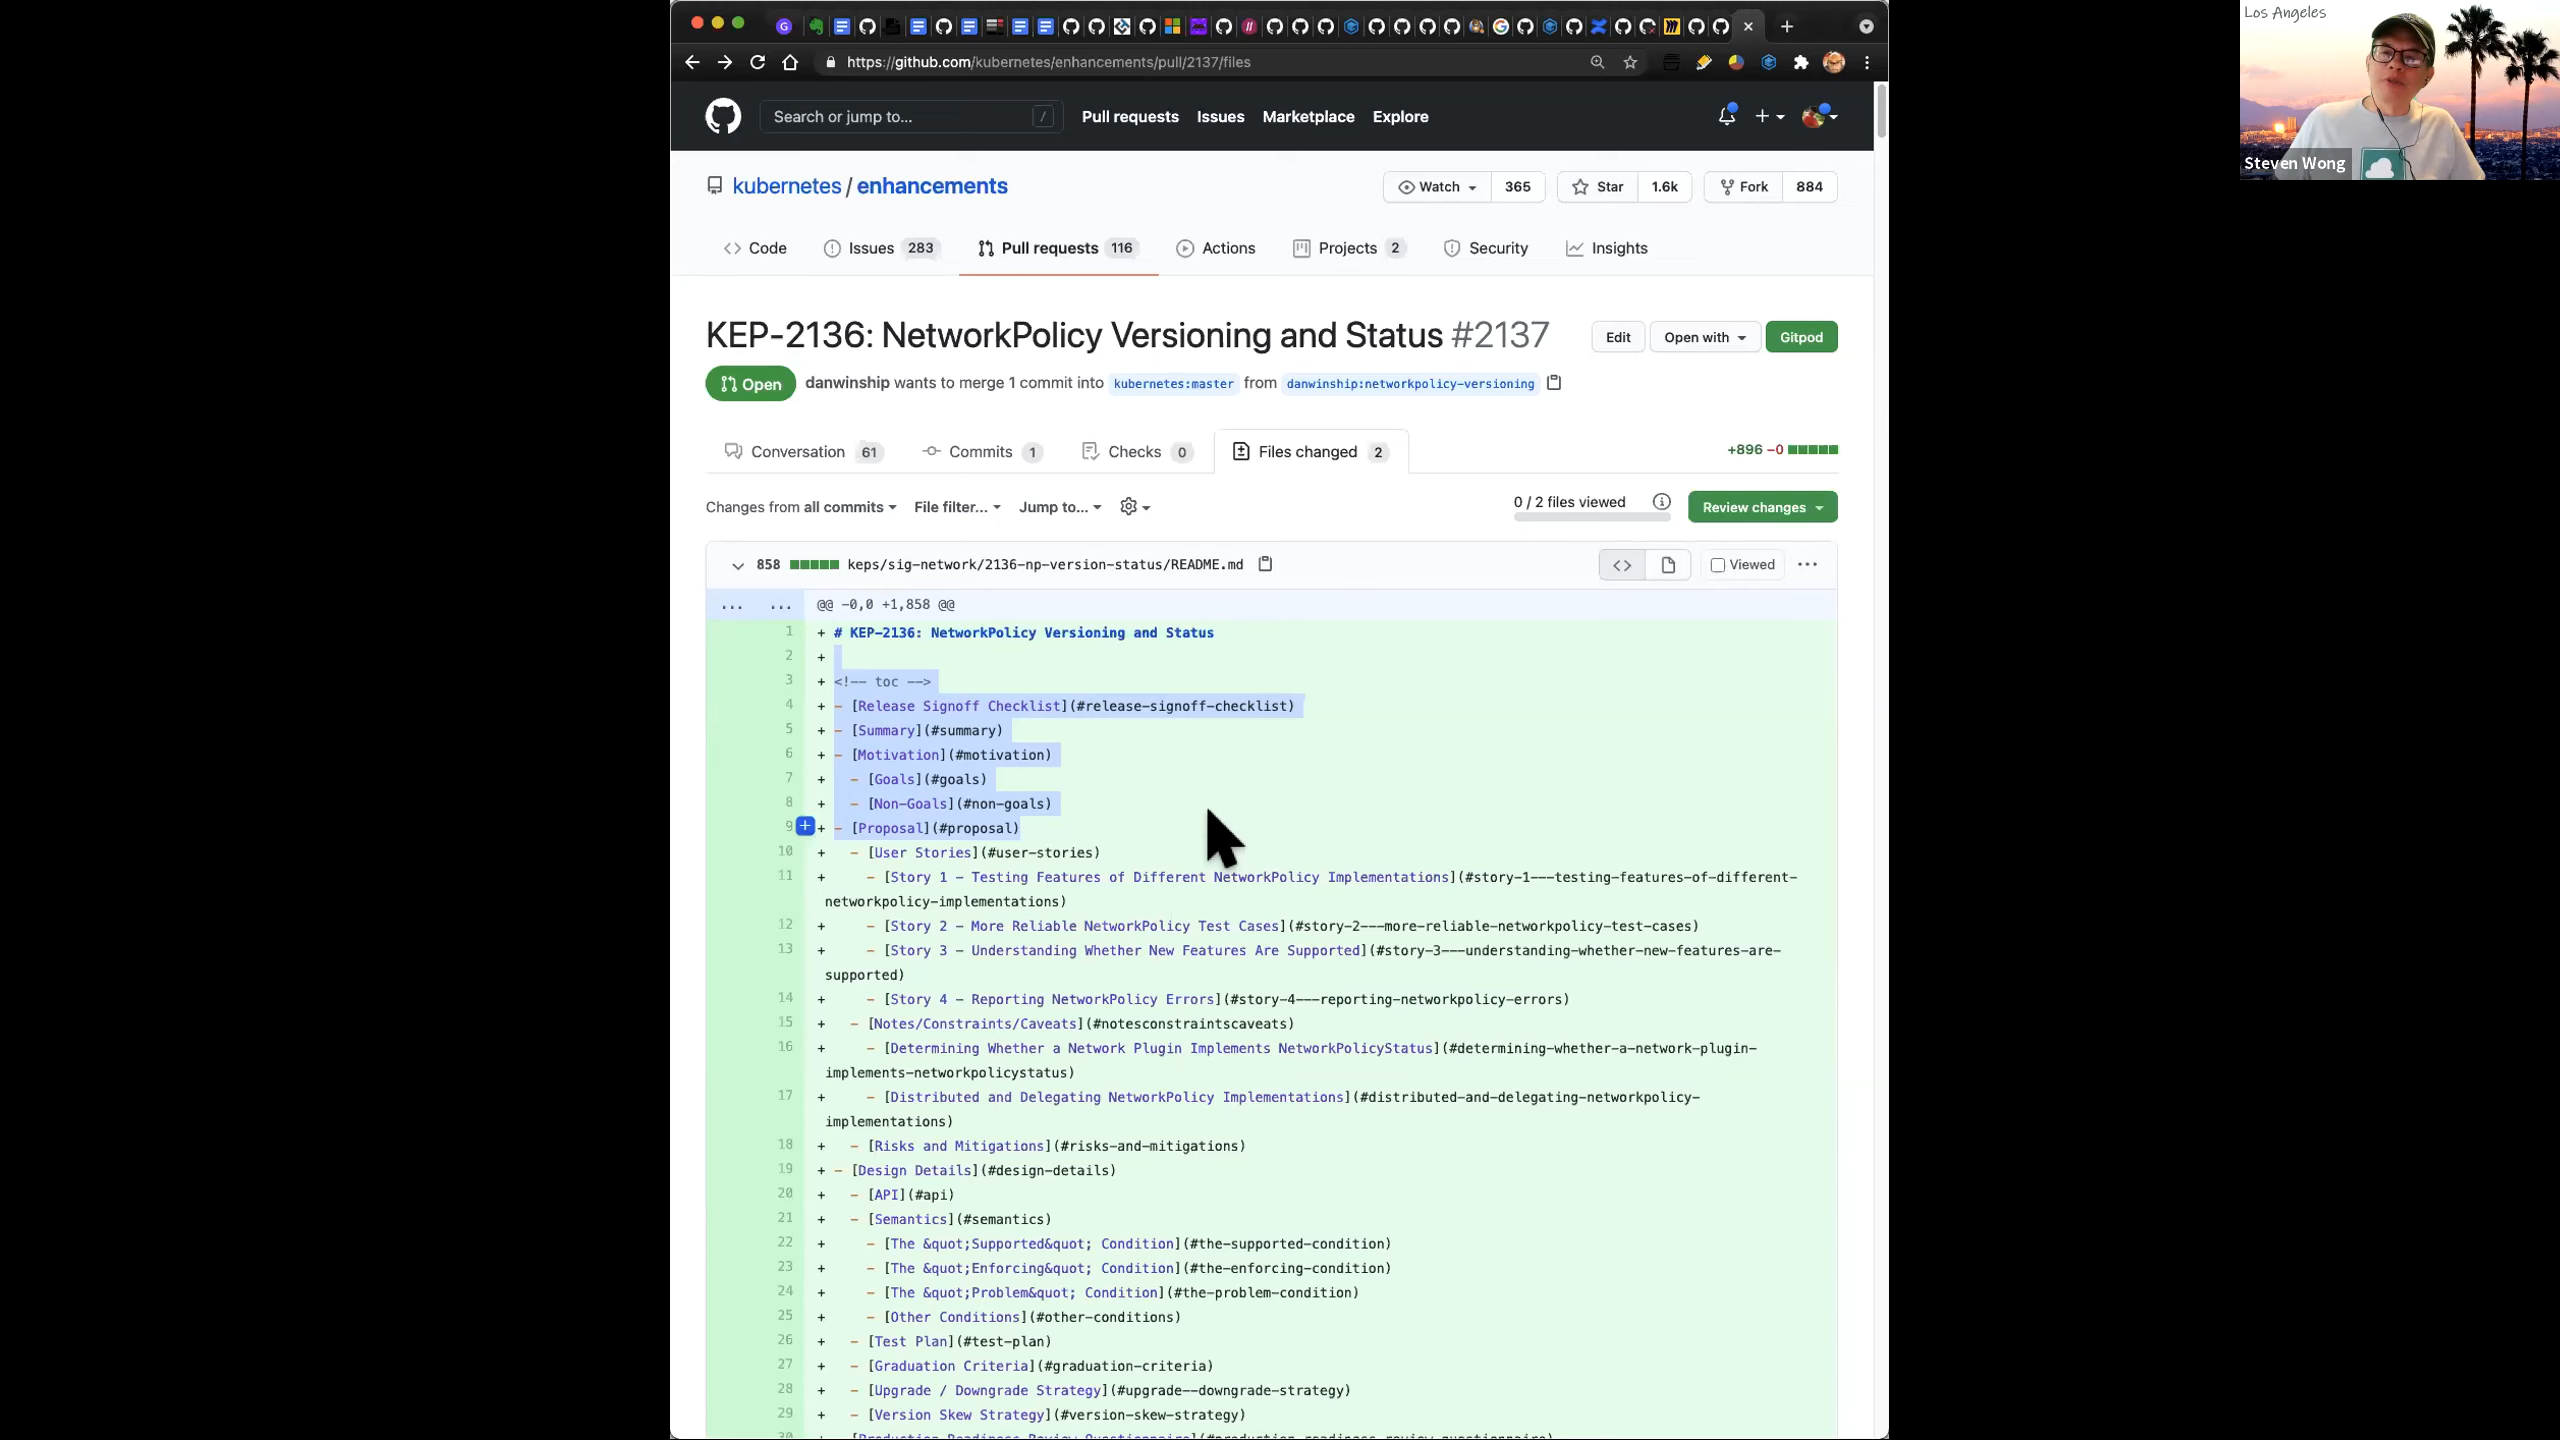 Los Angeles
Steven Wong
https://github.com/kubernetes/enhancements/pull/2137/files
Search or jump to... /
Pull requests Issues Marketplace Explore
kubernetes / enhancements
Watch 365 Star 1.6k Fork 884
Code Issues 283 Pull requests 116 Actions Projects 2 Security Insights
KEP-2136: NetworkPolicy Versioning and Status #2137
Edit Open with Gitpod
Open danwinship wants to merge 1 commit into kubernetes:master from danwinship:networkpolicy-versioning
Conversation 61 Commits 1 Checks 0 Files changed 2 +896 −0
Changes from all commits File filter... Jump to... 0 / 2 files viewed Review changes
858 keps/sig-network/2136-np-version-status/README.md Viewed ...
... ... @@ -0,0 +1,858 @@
1 + # KEP-2136: NetworkPolicy Versioning and Status
2 +
3 + <!-- toc -->
4 + - [Release Signoff Checklist](#release-signoff-checklist)
5 + - [Summary](#summary)
6 + - [Motivation](#motivation)
7 + - [Goals](#goals)
8 + - [Non-Goals](#non-goals)
9 + - [Proposal](#proposal)
10 + - [User Stories](#user-stories)
11 + - [Story 1 - Testing Features of Different NetworkPolicy Implementations](#story-1---testing-features-of-different-
networkpolicy-implementations)
12 + - [Story 2 - More Reliable NetworkPolicy Test Cases](#story-2---more-reliable-networkpolicy-test-cases)
13 + - [Story 3 - Understanding Whether New Features Are Supported](#story-3---understanding-whether-new-features-are-
supported)
14 + - [Story 4 - Reporting NetworkPolicy Errors](#story-4---reporting-networkpolicy-errors)
15 + - [Notes/Constraints/Caveats](#notesconstraintscaveats)
16 + - [Determining Whether a Network Plugin Implements NetworkPolicyStatus](#determining-whether-a-network-plugin-
implements-networkpolicystatus)
17 + - [Distributed and Delegating NetworkPolicy Implementations](#distributed-and-delegating-networkpolicy-
implementations)
18 + - [Risks and Mitigations](#risks-and-mitigations)
19 + - [Design Details](#design-details)
20 + - [API](#api)
21 + - [Semantics](#semantics)
22 + - [The &quot;Supported&quot; Condition](#the-supported-condition)
23 + - [The &quot;Enforcing&quot; Condition](#the-enforcing-condition)
24 + - [The &quot;Problem&quot; Condition](#the-problem-condition)
25 + - [Other Conditions](#other-conditions)
26 + - [Test Plan](#test-plan)
27 + - [Graduation Criteria](#graduation-criteria)
28 + - [Upgrade / Downgrade Strategy](#upgrade--downgrade-strategy)
29 + - [Version Skew Strategy](#version-skew-strategy)